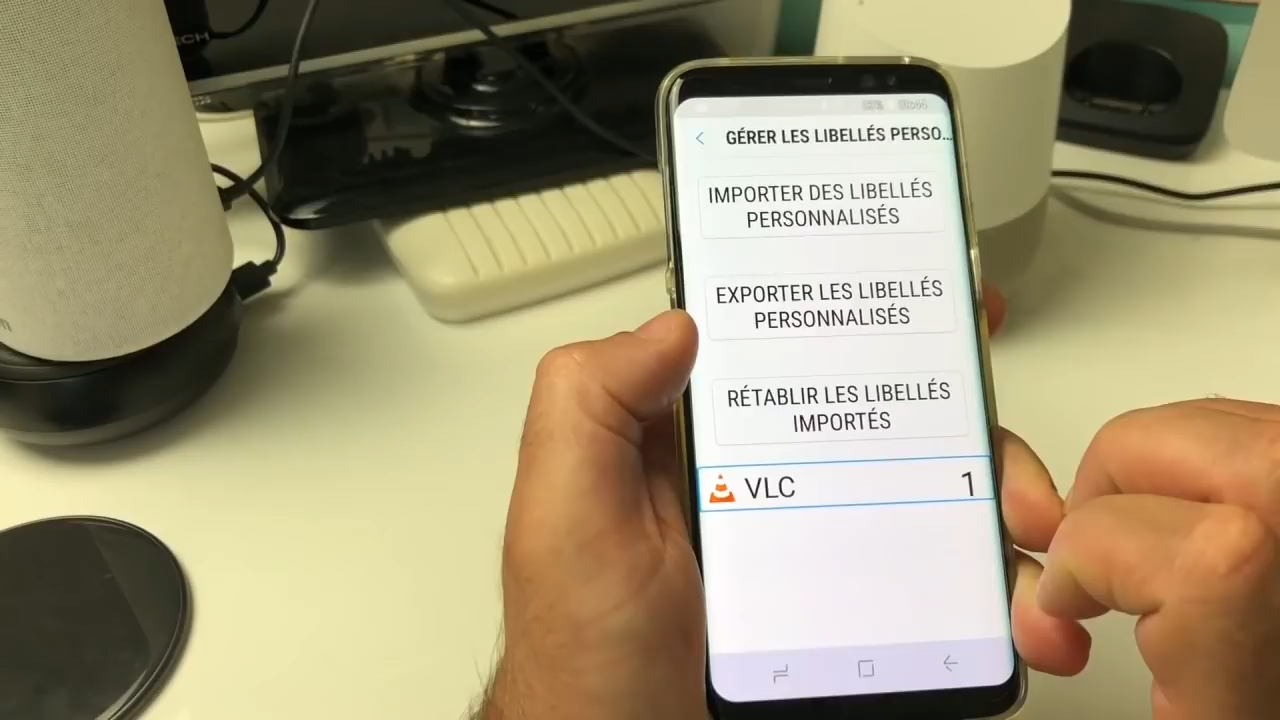 GÉRER LES LIBELLÉS PERSO...
IMPORTER DES LIBELLÉS
PERSONNALISÉS
EXPORTER LES LIBELLÉS
PERSONNALISÉS
RÉTABLIR LES LIBELLÉS
IMPORTÉS
VLC 1